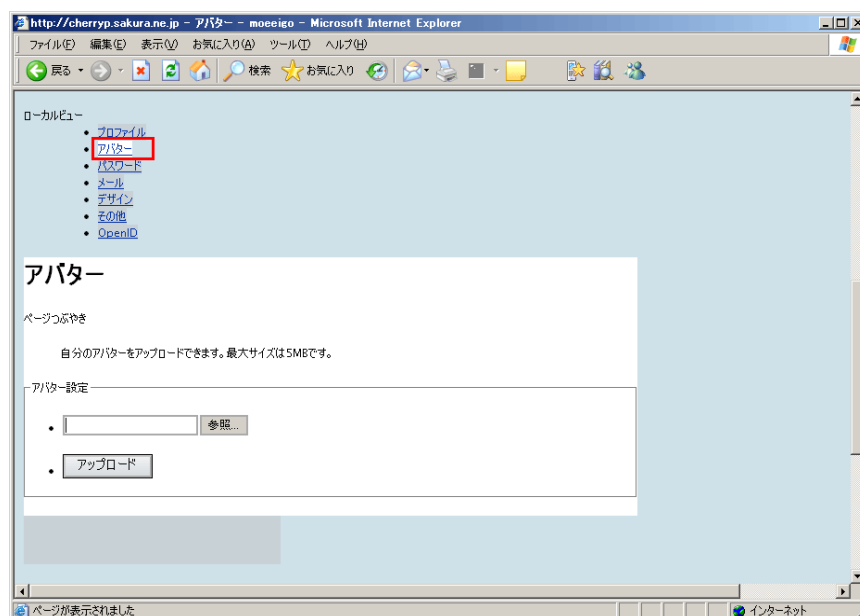 http://cherryp.sakura.ne.jp - アバター - moeeigo - Microsoft Internet Explorer
ファイル(F) 編集(E) 表示(V) お気に入り(A) ツール(T) ヘルプ(H)
戻る 検索 お気に入り
ローカルビュー
プロファイル
アバター
パスワード
メール
デザイン
その他
OpenID
アバター
ページつぶやき
自分のアバターをアップロードできます。最大サイズは5MBです。
アバター設定
参照...
アップロード
ページが表示されました インターネット